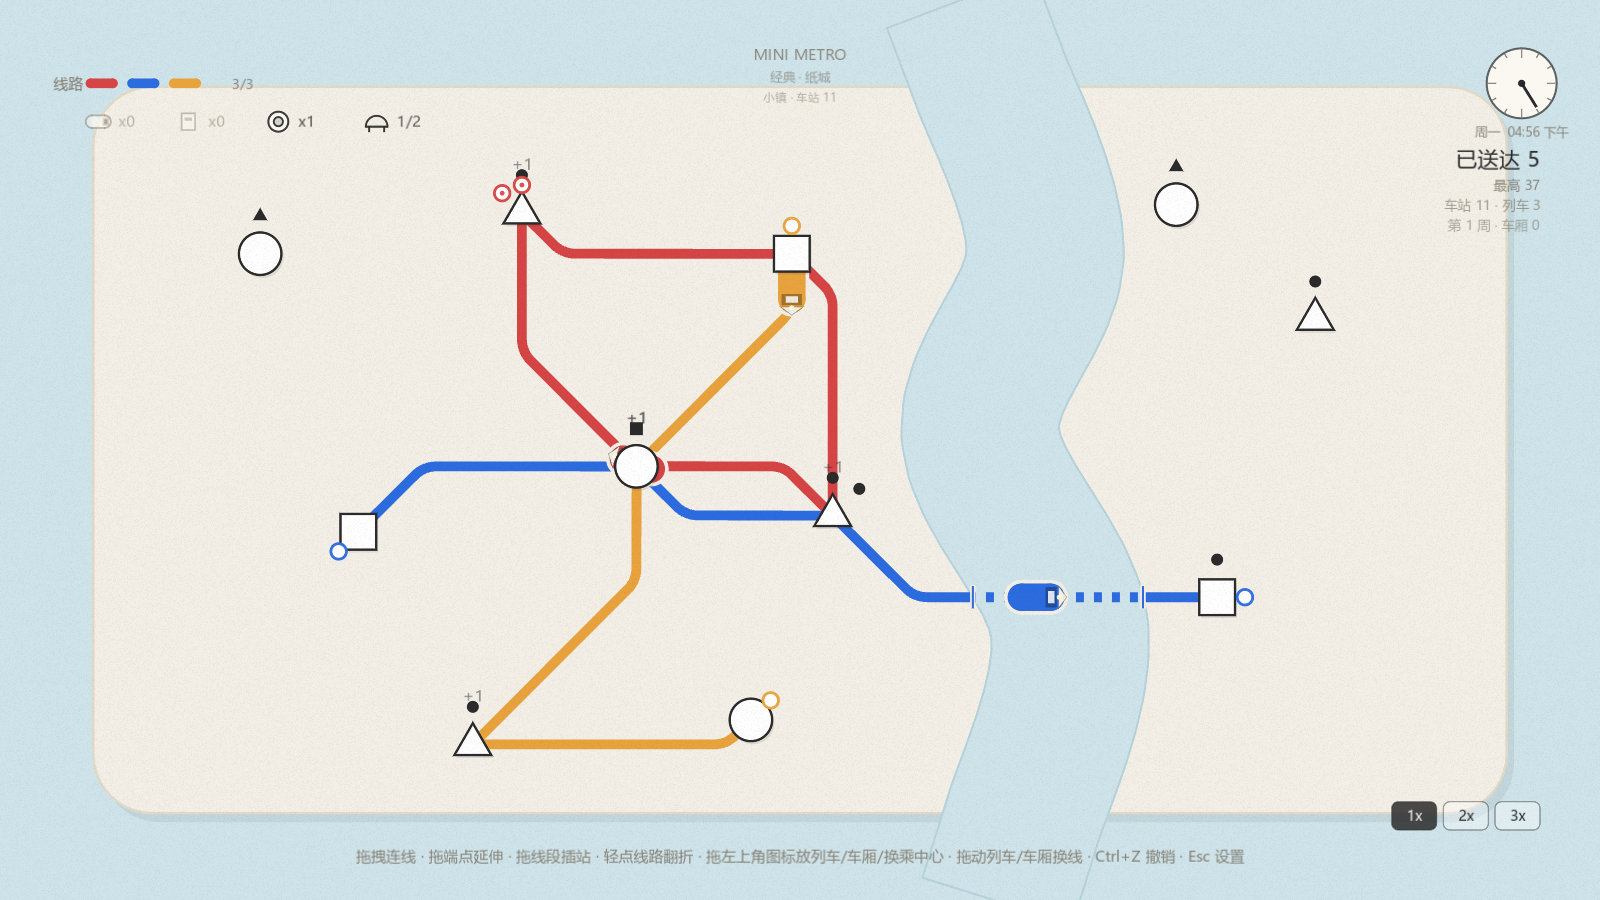 线路
3/3
x0
x0
x1
1/2
MINI METRO
经典 · 纸城
小镇 · 车站 11
周一 04:56 下午
已送达 5
最高 37
车站 11 · 列车 3
第 1 周 · 车厢 0
+1
+1
+1
+1
1x
2x
3x
拖拽连线 · 拖端点延伸 · 拖线段插站 · 轻点线路翻折 · 拖左上角图标放列车/车厢/换乘中心 · 拖动列车/车厢换线 · Ctrl+Z 撤销 · Esc 设置